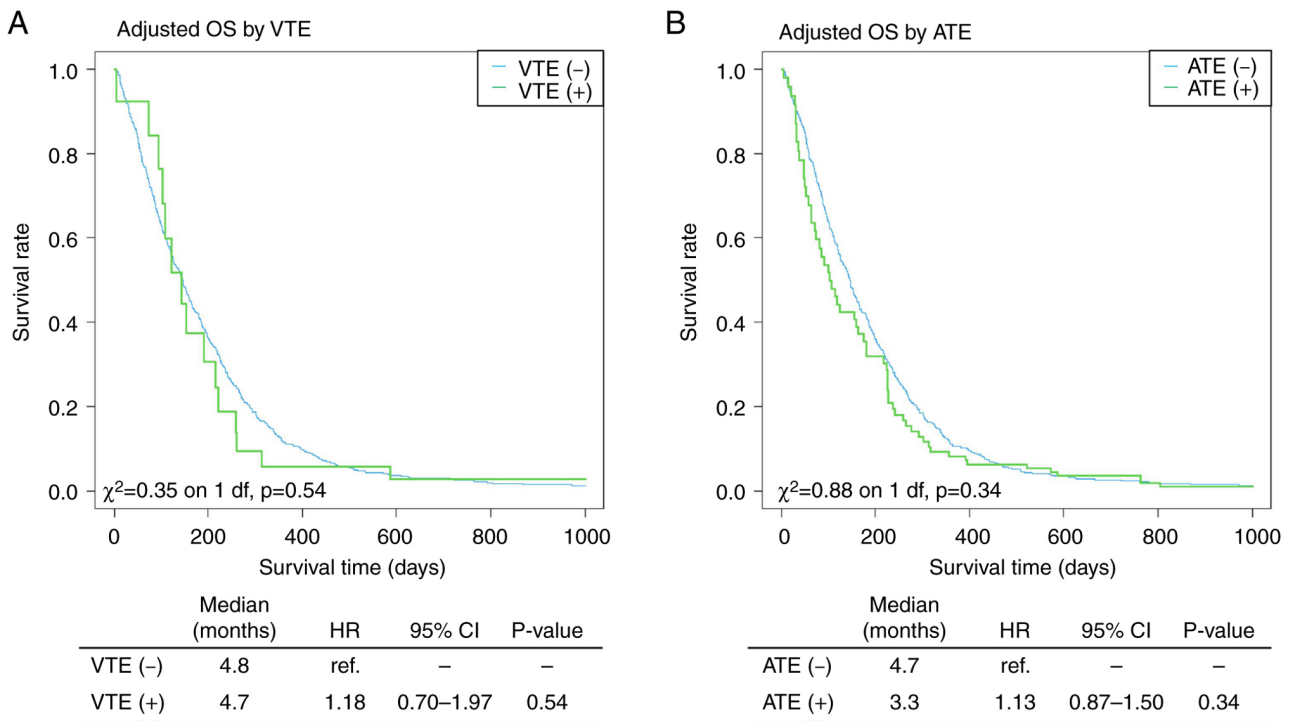 A
Adjusted OS by VTE
VTE (−)
VTE (+)
1.0
0.8
0.6
0.4
0.2
0.0
Survival rate
χ²=0.35 on 1 df, p=0.54
0 200 400 600 800 1000
Survival time (days)
Median (months) HR 95% CI P-value
VTE (−) 4.8 ref. – –
VTE (+) 4.7 1.18 0.70–1.97 0.54
B
Adjusted OS by ATE
ATE (−)
ATE (+)
1.0
0.8
0.6
0.4
0.2
0.0
Survival rate
χ²=0.88 on 1 df, p=0.34
0 200 400 600 800 1000
Survival time (days)
Median (months) HR 95% CI P-value
ATE (−) 4.7 ref. – –
ATE (+) 3.3 1.13 0.87–1.50 0.34